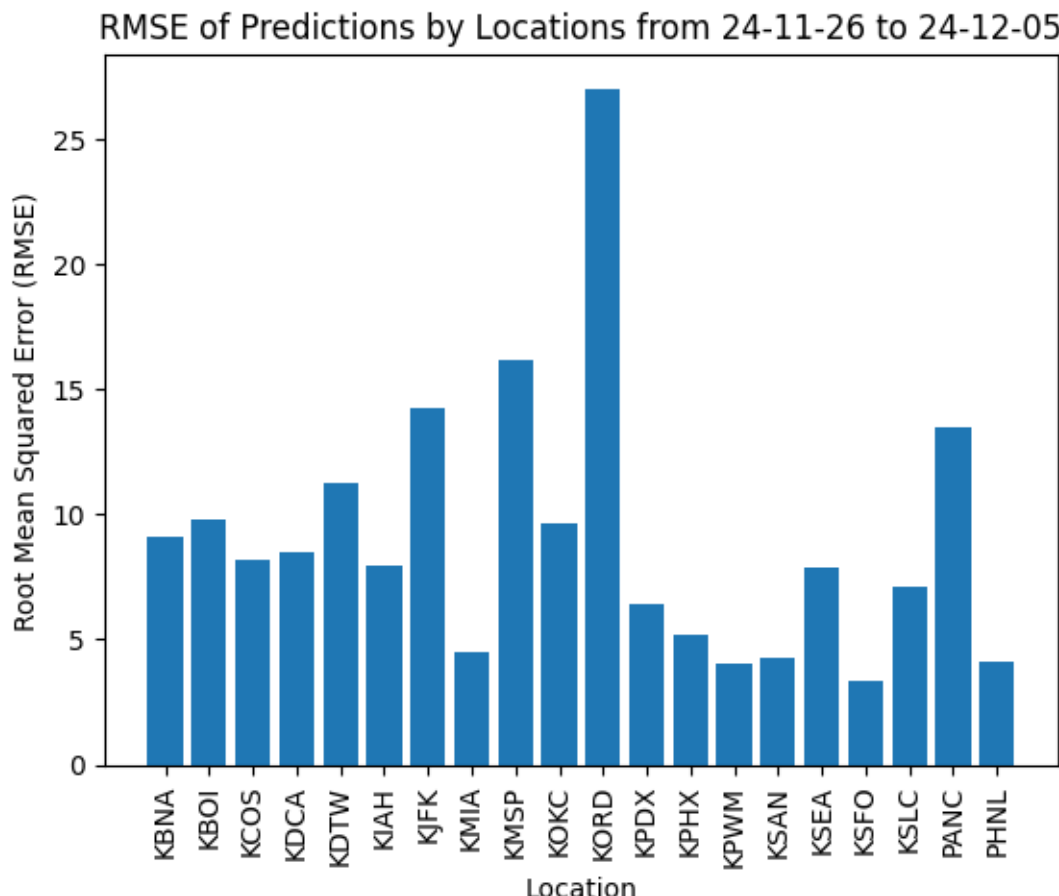 RMSE of Predictions by Locations from 24-11-26 to 24-12-05
Root Mean Squared Error (RMSE)
25
20
15
10
5
0
KBNA
KBOI
KCOS
KDCA
KDTW
KIAH
KJFK
KMIA
KMSP
KOKC
KORD
KPDX
KPHX
KPWM
KSAN
KSEA
KSFO
KSLC
PANC
PHNL
Location